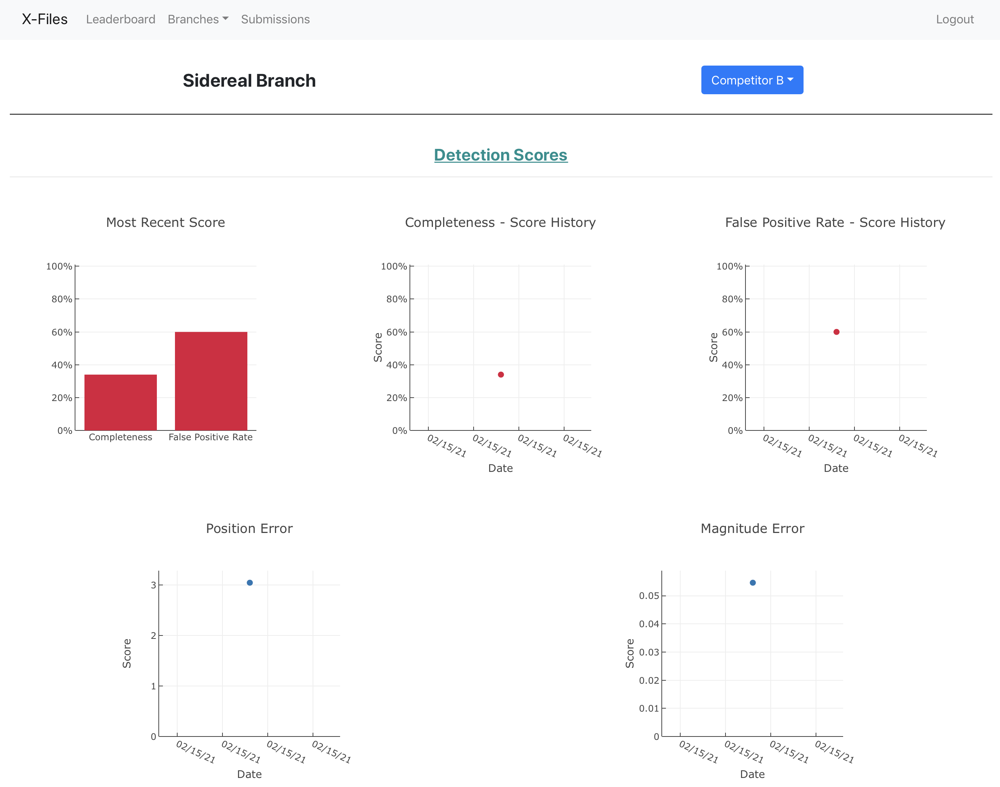 X-Files Leaderboard Branches Submissions Logout
Sidereal Branch
Competitor B
Detection Scores
Most Recent Score
100%
80%
60%
40%
20%
0%
Completeness False Positive Rate
Completeness - Score History
Score
100%
80%
60%
40%
20%
0%
02/15/21 02/15/21 02/15/21 02/15/21
Date
False Positive Rate - Score History
Score
100%
80%
60%
40%
20%
0%
02/15/21 02/15/21 02/15/21 02/15/21
Date
Position Error
Score
3
2
1
0
02/15/21 02/15/21 02/15/21 02/15/21
Date
Magnitude Error
Score
0.05
0.04
0.03
0.02
0.01
0
02/15/21 02/15/21 02/15/21 02/15/21
Date